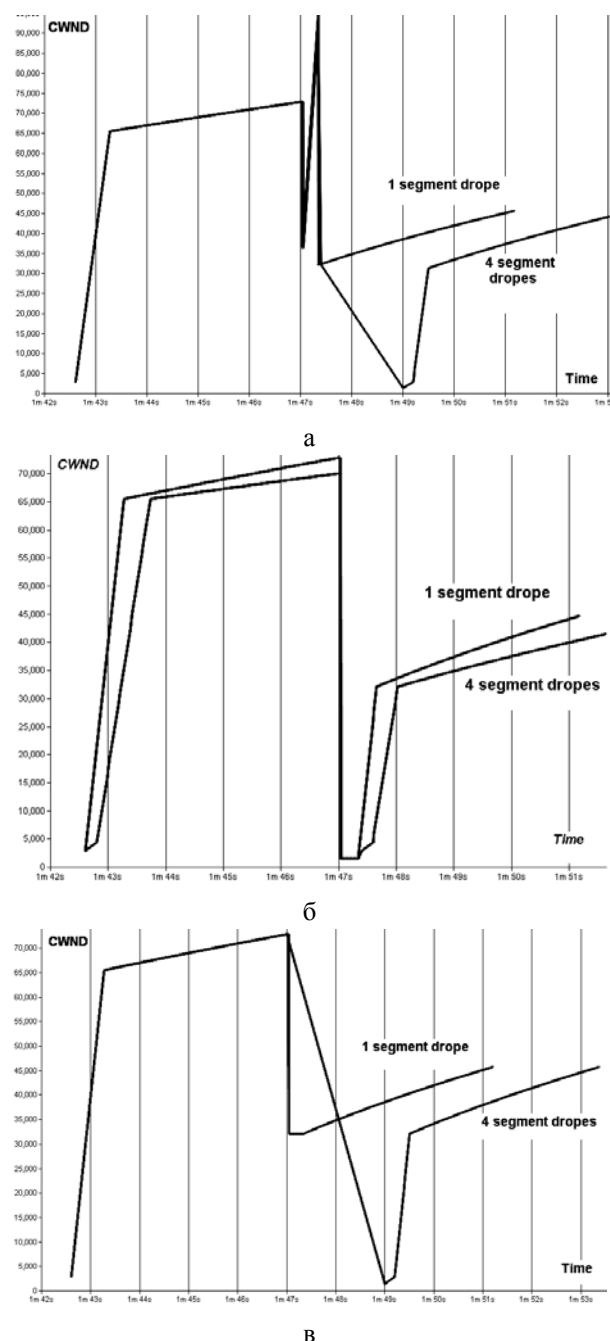 CWND
90,000
85,000
80,000
75,000
70,000
65,000
60,000
55,000
50,000
45,000
40,000
35,000
30,000
25,000
20,000
15,000
10,000
5,000
0
1 segment drope
4 segment
dropes
Time
1m 42s 1m 43s 1m 44s 1m 45s 1m 46s 1m 47s 1m 48s 1m 49s 1m 50s 1m 51s 1m 52s
а
CWND
70,000
65,000
60,000
55,000
50,000
45,000
40,000
35,000
30,000
25,000
20,000
15,000
10,000
5,000
0
1 segment drope
4 segment dropes
Time
1m 42s 1m 43s 1m 44s 1m 45s 1m 46s 1m 47s 1m 48s 1m 49s 1m 50s 1m 51s
б
CWND
70,000
65,000
60,000
55,000
50,000
45,000
40,000
35,000
30,000
25,000
20,000
15,000
10,000
5,000
0
1 segment drope
4 segment dropes
Time
1m 42s 1m 43s 1m 44s 1m 45s 1m 46s 1m 47s 1m 48s 1m 49s 1m 50s 1m 51s 1m 52s 1m 53s
в